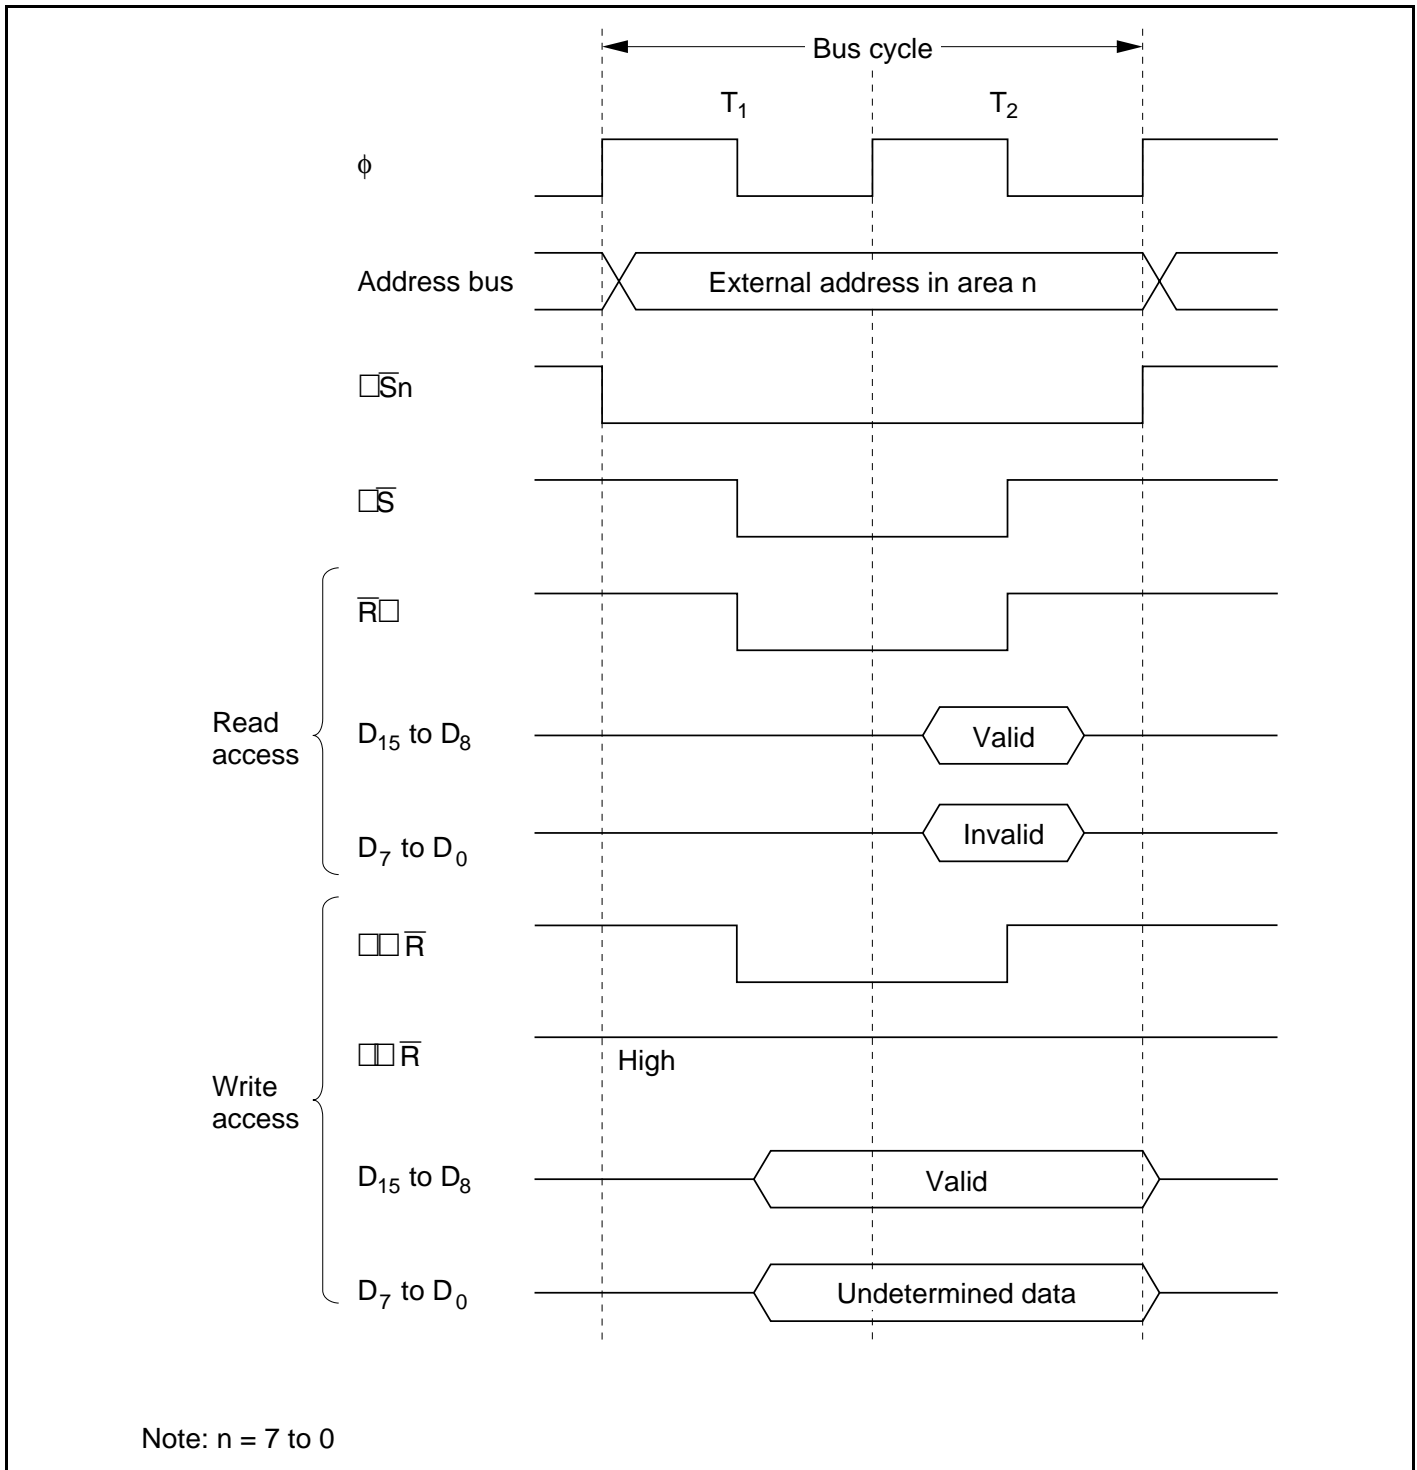 Bus cycle
T₁ T₂
ϕ
Address bus External address in area n
□S̅n
□S̅
R̅□
Read
access
D₁₅ to D₈ Valid
D₇ to D₀ Invalid
□□R̅
□□R̅ High
Write
access
D₁₅ to D₈ Valid
D₇ to D₀ Undetermined data
Note: n = 7 to 0